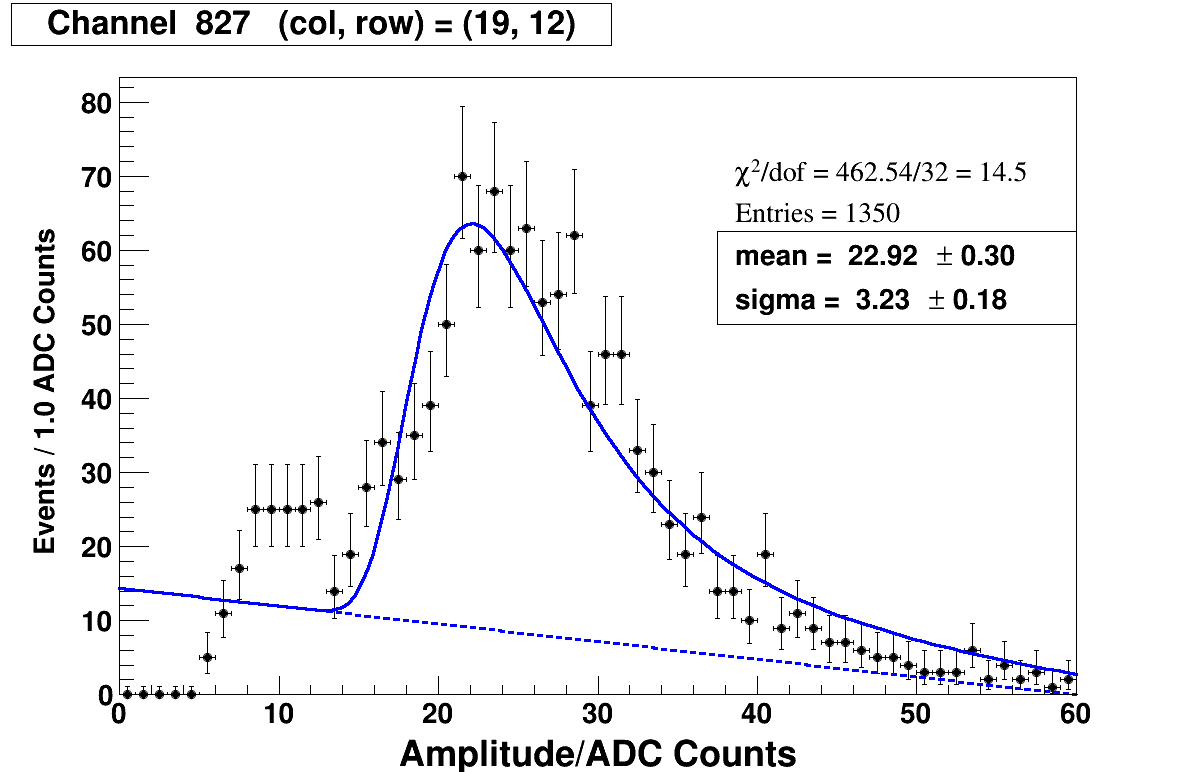 Channel 827 (col, row) = (19, 12)
80
70
60
50
40
30
20
10
0
Events / 1.0 ADC Counts
χ²/dof = 462.54/32 = 14.5
Entries = 1350
mean = 22.92 ± 0.30
sigma = 3.23 ± 0.18
0 10 20 30 40 50 60
Amplitude/ADC Counts